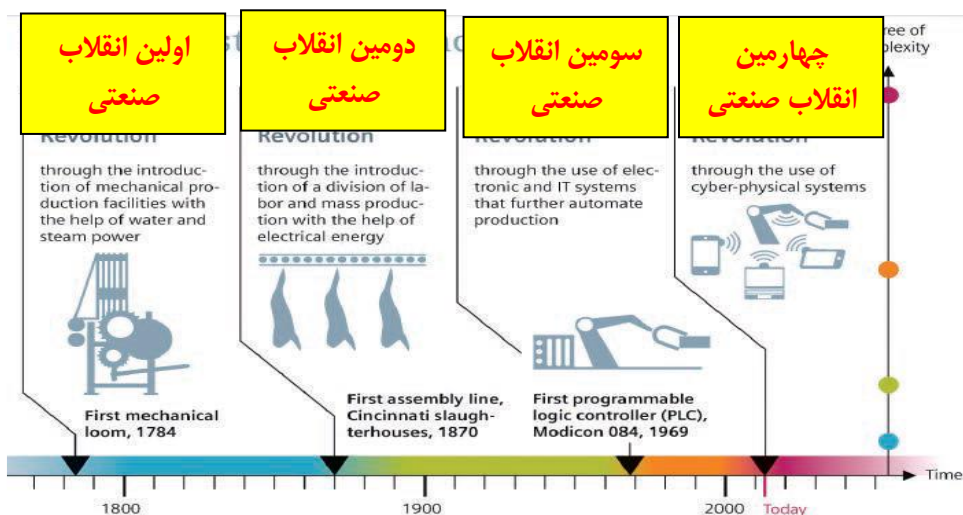 اولین انقلاب
صنعتی
دومین انقلاب
صنعتی
سومین انقلاب
صنعتی
چهارمین
انقلاب صنعتی
Revolution
through the introduc-
tion of mechanical pro-
duction facilities with
the help of water and
steam power
First mechanical
loom, 1784
Revolution
through the introduc-
tion of a division of la-
bor and mass produc-
tion with the help of
electrical energy
First assembly line,
Cincinnati slaugh-
terhouses, 1870
Revolution
through the use of elec-
tronic and IT systems
that further automate
production
First programmable
logic controller (PLC),
Modicon 084, 1969
Revolution
through the use of
cyber-physical systems
ree of
plexity
Time
1800
1900
2000
Today